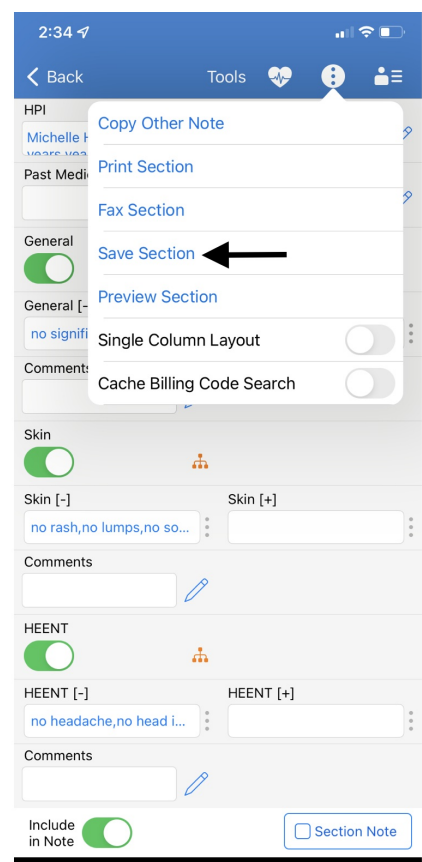 2:34
Back Tools
HPI
Michelle
Copy Other Note
Print Section
Past Medi
Fax Section
General
Save Section
Preview Section
General [-
no signifi
Single Column Layout
Comments
Cache Billing Code Search
Skin
Skin [-] Skin [+]
no rash,no lumps,no so...
Comments
HEENT
HEENT [-] HEENT [+]
no headache,no head i...
Comments
Include
in Note
Section Note